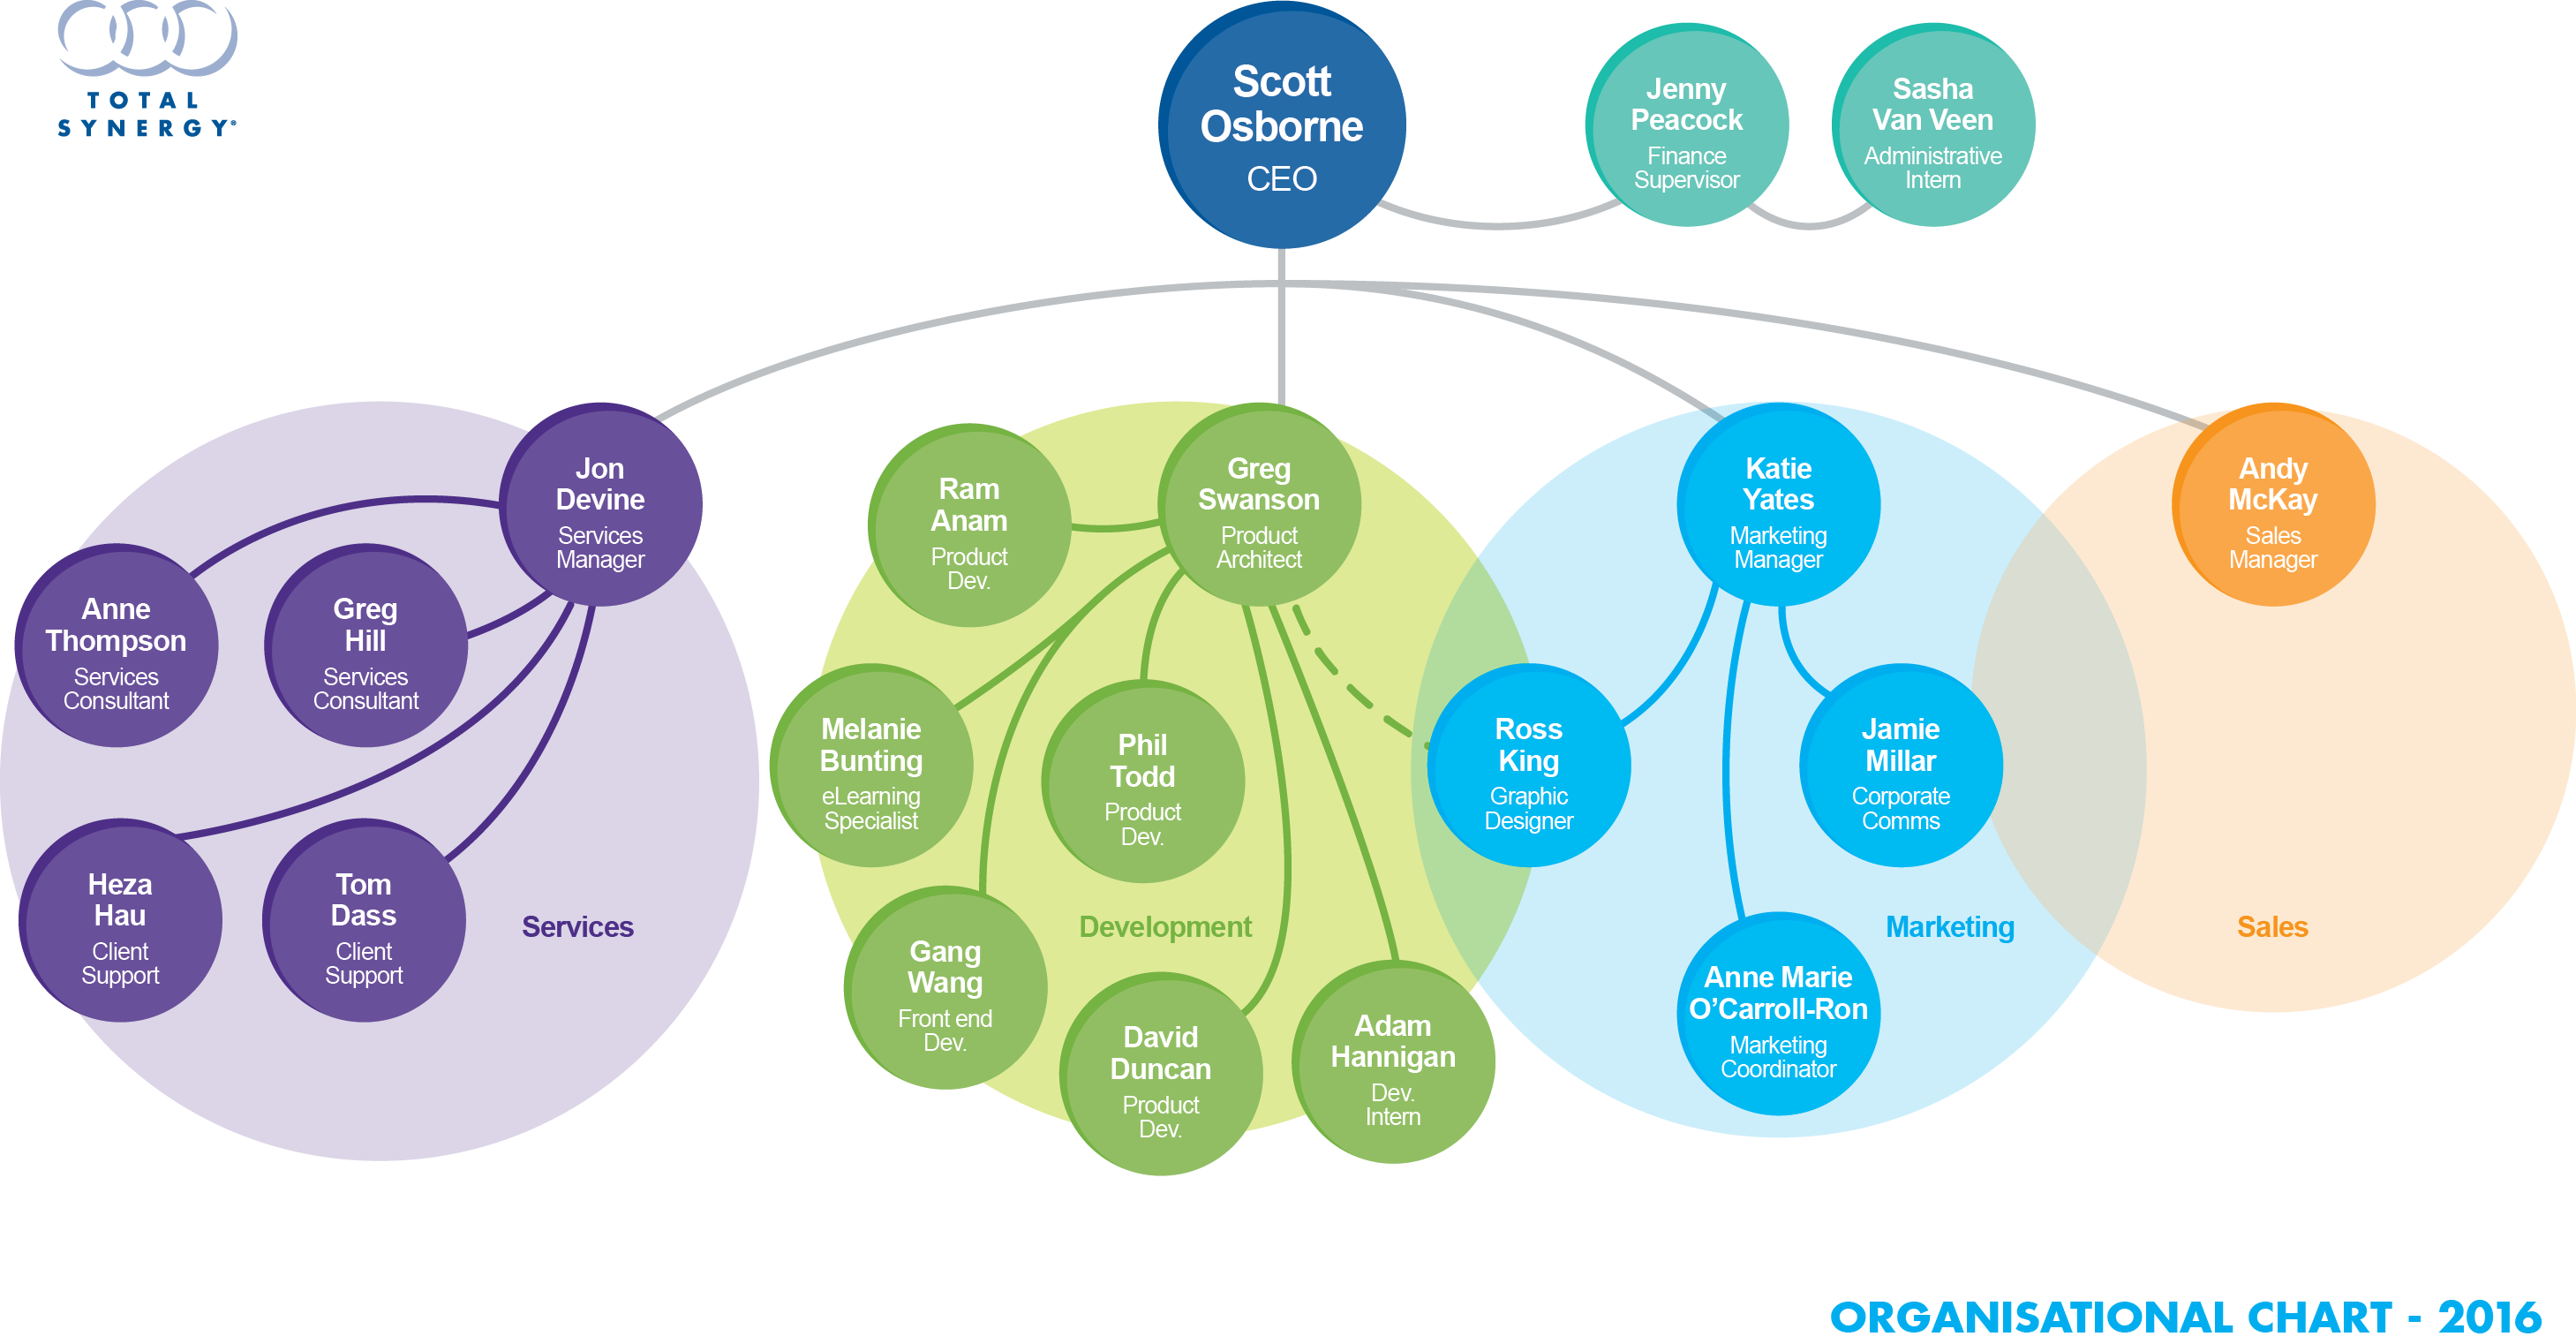 TOTAL
SYNERGY®
Scott
Osborne
CEO
Jenny
Peacock
Finance
Supervisor
Sasha
Van Veen
Administrative
Intern
Jon
Devine
Services
Manager
Anne
Thompson
Services
Consultant
Greg
Hill
Services
Consultant
Heza
Hau
Client
Support
Tom
Dass
Client
Support
Services
Ram
Anam
Product
Dev.
Greg
Swanson
Product
Architect
Melanie
Bunting
eLearning
Specialist
Phil
Todd
Product
Dev.
Gang
Wang
Front end
Dev.
Development
David
Duncan
Product
Dev.
Adam
Hannigan
Dev.
Intern
Katie
Yates
Marketing
Manager
Ross
King
Graphic
Designer
Jamie
Millar
Corporate
Comms
Marketing
Anne Marie
O’Carroll-Ron
Marketing
Coordinator
Andy
McKay
Sales
Manager
Sales
ORGANISATIONAL CHART - 2016